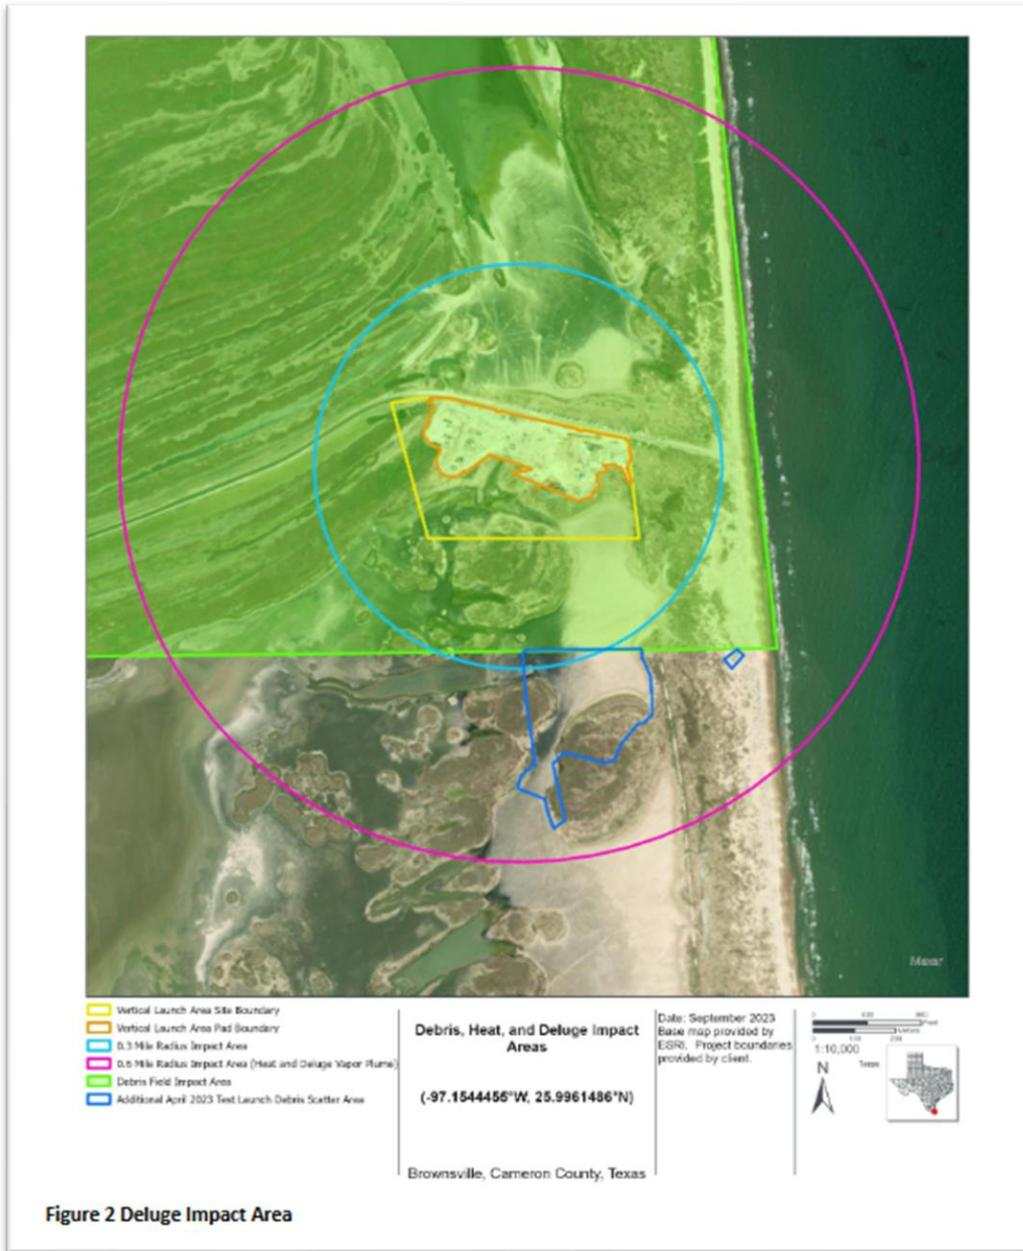 Maxar
Vertical Launch Area Site Boundary
Vertical Launch Area Pad Boundary
0.3 Mile Radius Impact Area
0.6 Mile Radius Impact Area (Heat and Deluge Vapor Plume)
Debris Field Impact Area
Additional April 2023 Test Launch Debris Scatter Area
Debris, Heat, and Deluge Impact
Areas
(-97.1544455°W, 25.9961486°N)
Brownsville, Cameron County, Texas
Date: September 2023
Base map provided by
ESRI. Project boundaries
provided by client.
Feet
Meters
1:10,000
N
Texas
Figure 2 Deluge Impact Area